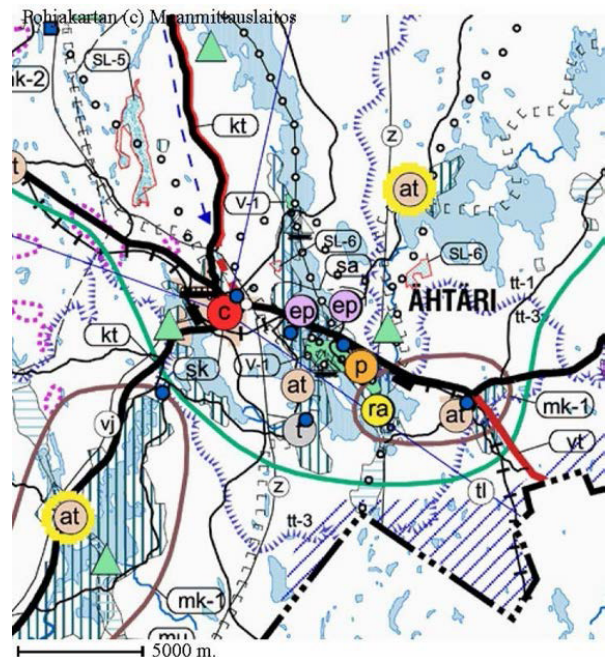 Pohjakartan (c) Maanmittauslaitos
SL-5
mk-2
kt
z
at
V-1
SL-6
sa
SL-6
6
ÄHTÄRI
tt-1
tt-3
c
ep
ep
kt
sk
V-1
p
at
ra
at
mk-1
vj
t
vt
z
tl
at
tt-3
mk-1
mu
5000 m.